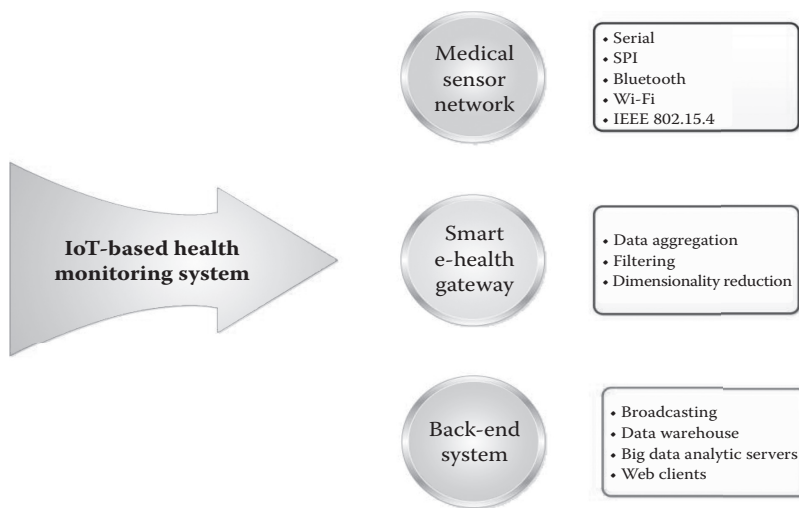 IoT-based health
monitoring system
Medical
sensor
network
• Serial
• SPI
• Bluetooth
• Wi-Fi
• IEEE 802.15.4
Smart
e-health
gateway
• Data aggregation
• Filtering
• Dimensionality reduction
Back-end
system
• Broadcasting
• Data warehouse
• Big data analytic servers
• Web clients